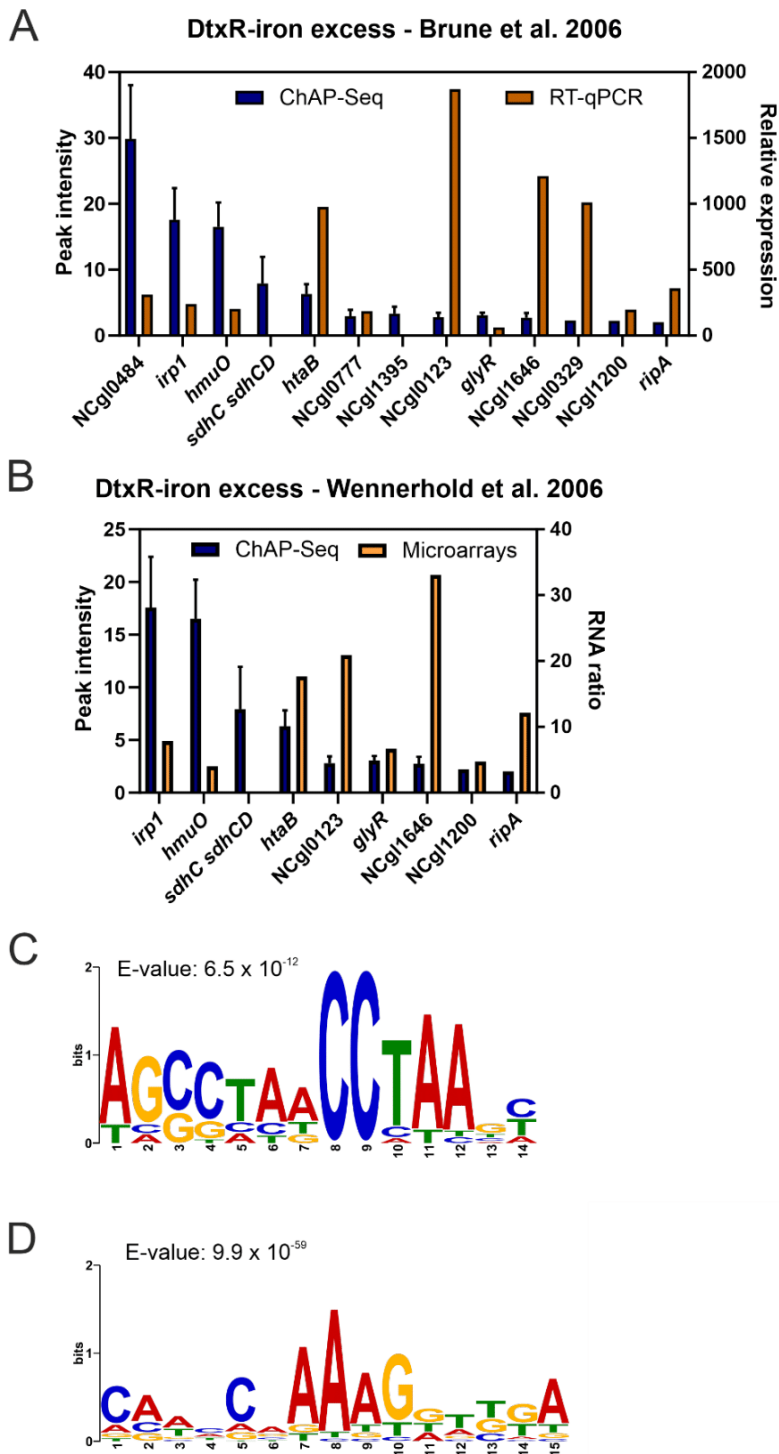 A
DtxR-iron excess - Brune et al. 2006
ChAP-Seq
RT-qPCR
Peak intensity
40
30
20
10
0
Relative expression
2000
1500
1000
500
0
NCgl0484
irp1
hmuO
sdhC sdhCD
htaB
NCgl0777
NCgl1395
NCgl0123
glyR
NCgl1646
NCgl0329
NCgl1200
ripA
B
DtxR-iron excess - Wennerhold et al. 2006
ChAP-Seq
Microarrays
Peak intensity
25
20
15
10
5
0
RNA ratio
40
30
20
10
0
irp1
hmuO
sdhC sdhCD
htaB
NCgl0123
glyR
NCgl1646
NCgl1200
ripA
C
E-value: 6.5 x 10⁻¹²
bits
2
1
0
AGCCTAACCTAAGC
1 2 3 4 5 6 7 8 9 10 11 12 13 14
D
E-value: 9.9 x 10⁻⁵⁹
bits
2
1
0
CAACCAAAAGGTTGA
1 2 3 4 5 6 7 8 9 10 11 12 13 14 15